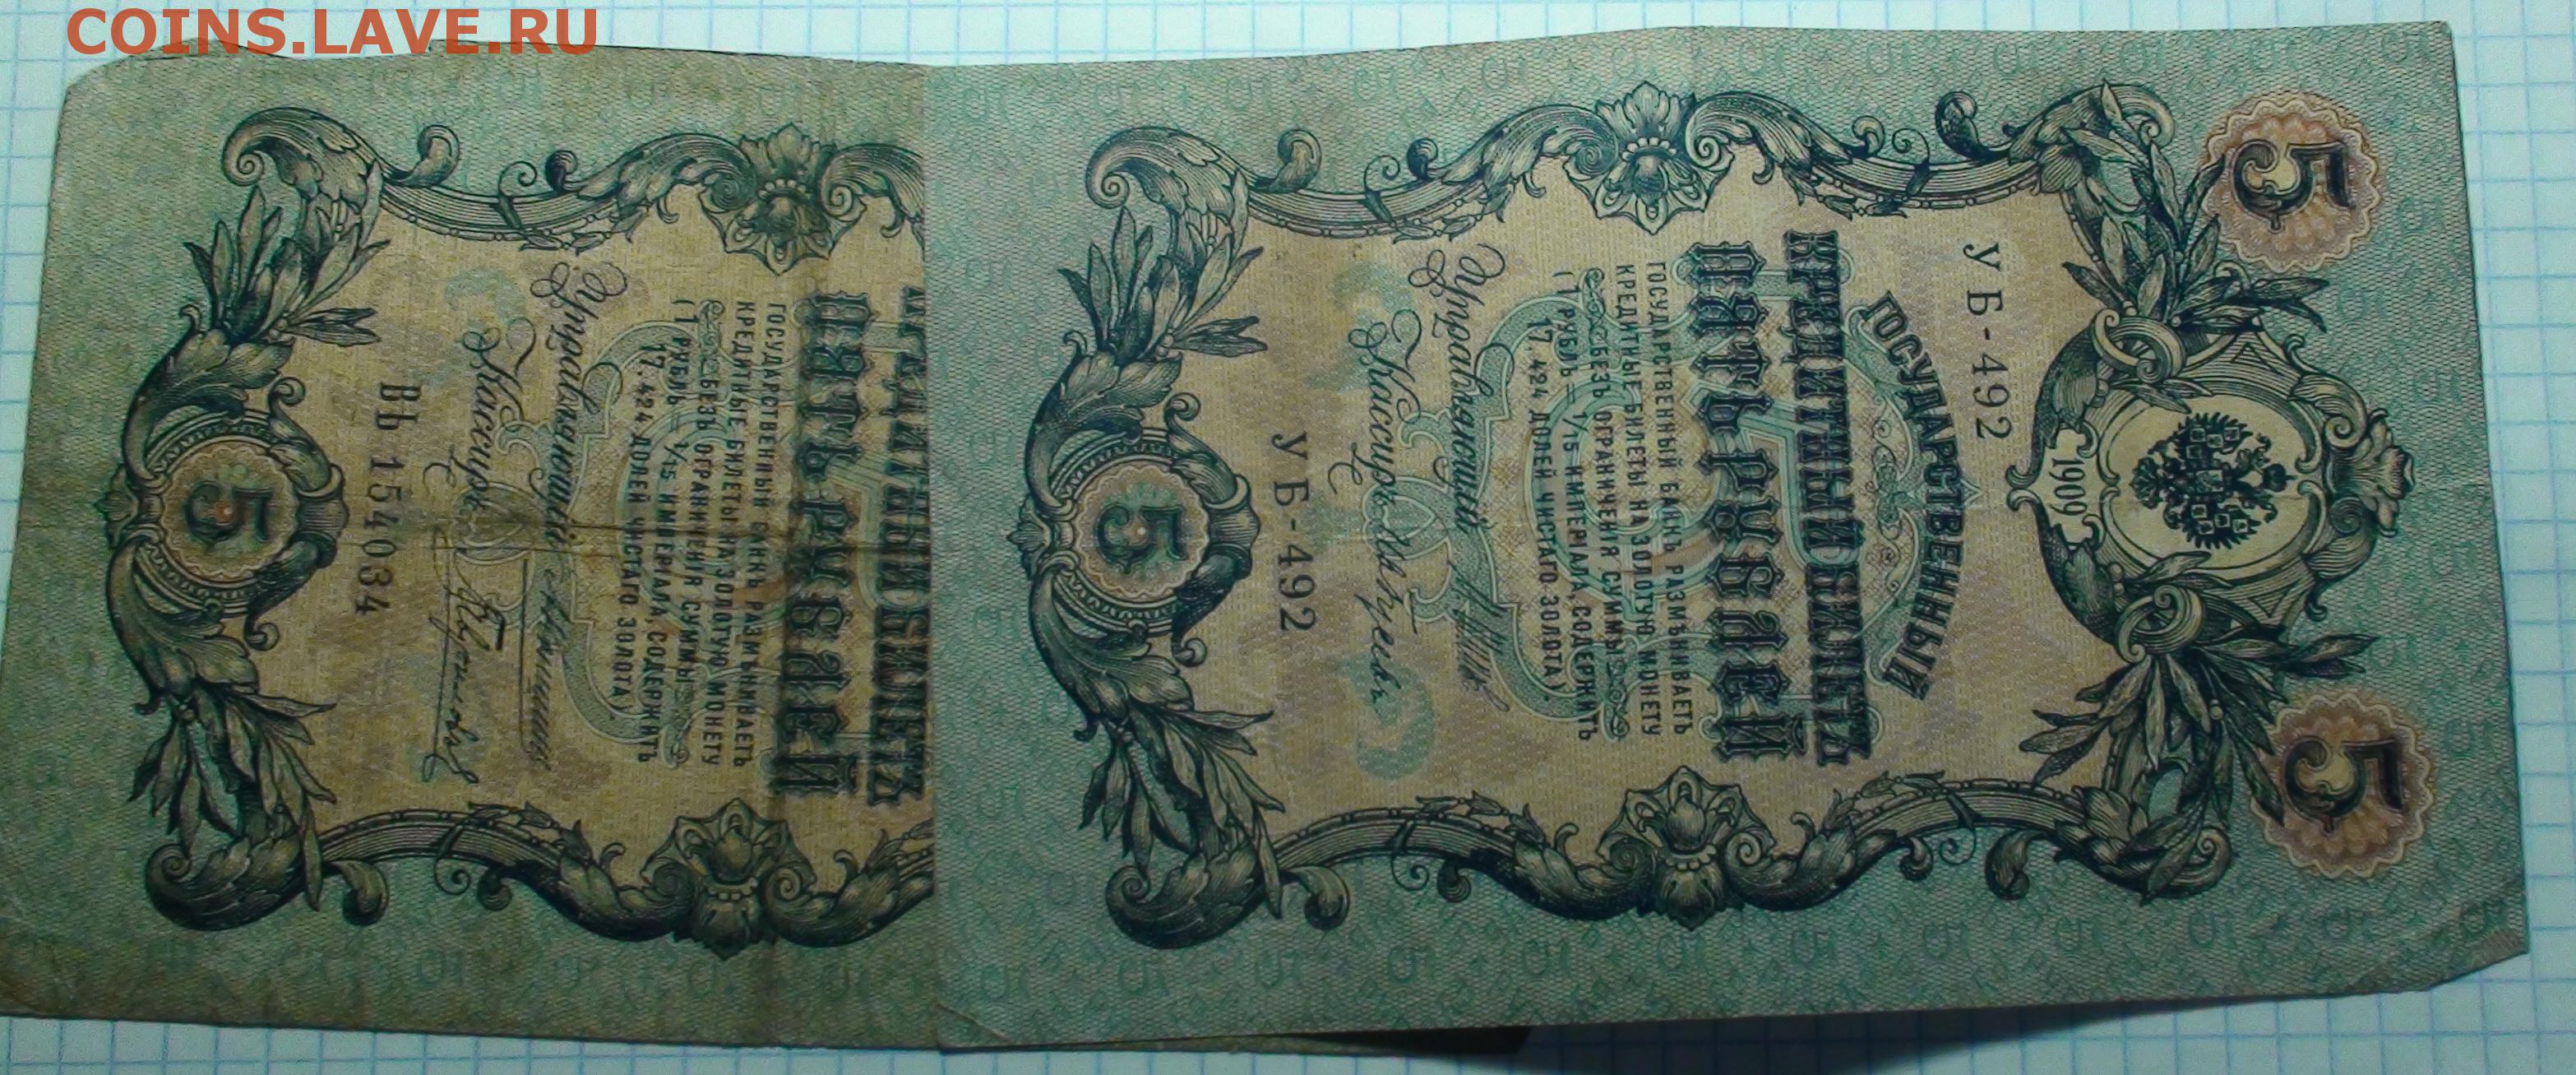 COINS.LAVE.RU
5 5
1909
УБ-492
ГОСУДАРСТВЕННЫЙ
КРЕДИТНЫЙ БИЛЕТЪ
ПЯТЬ РУБЛЕЙ
ГОСУДАРСТВЕННЫЙ БАНКЪ РАЗМѢНИВАЕТЪ
КРЕДИТНЫЕ БИЛЕТЫ НА ЗОЛОТУЮ МОНЕТУ
БЕЗЪ ОГРАНИЧЕНІЯ СУММЫ
(1 РУБЛЬ = 1/15 ИМПЕРІАЛА, СОДЕРЖИТЪ
17,424 ДОЛЕЙ ЧИСТАГО ЗОЛОТА).
Управляющій
Кассиръ
УБ-492
5
КРЕДИТНЫЙ БИЛЕТЪ
ПЯТЬ РУБЛЕЙ
ГОСУДАРСТВЕННЫЙ БАНКЪ РАЗМѢНИВАЕТЪ
КРЕДИТНЫЕ БИЛЕТЫ НА ЗОЛОТУЮ МОНЕТУ
БЕЗЪ ОГРАНИЧЕНІЯ СУММЫ
(1 РУБЛЬ = 1/15 ИМПЕРІАЛА, СОДЕРЖИТЪ
17,424 ДОЛЕЙ ЧИСТАГО ЗОЛОТА).
Управляющій
Кассиръ
ВЬ 154034
5